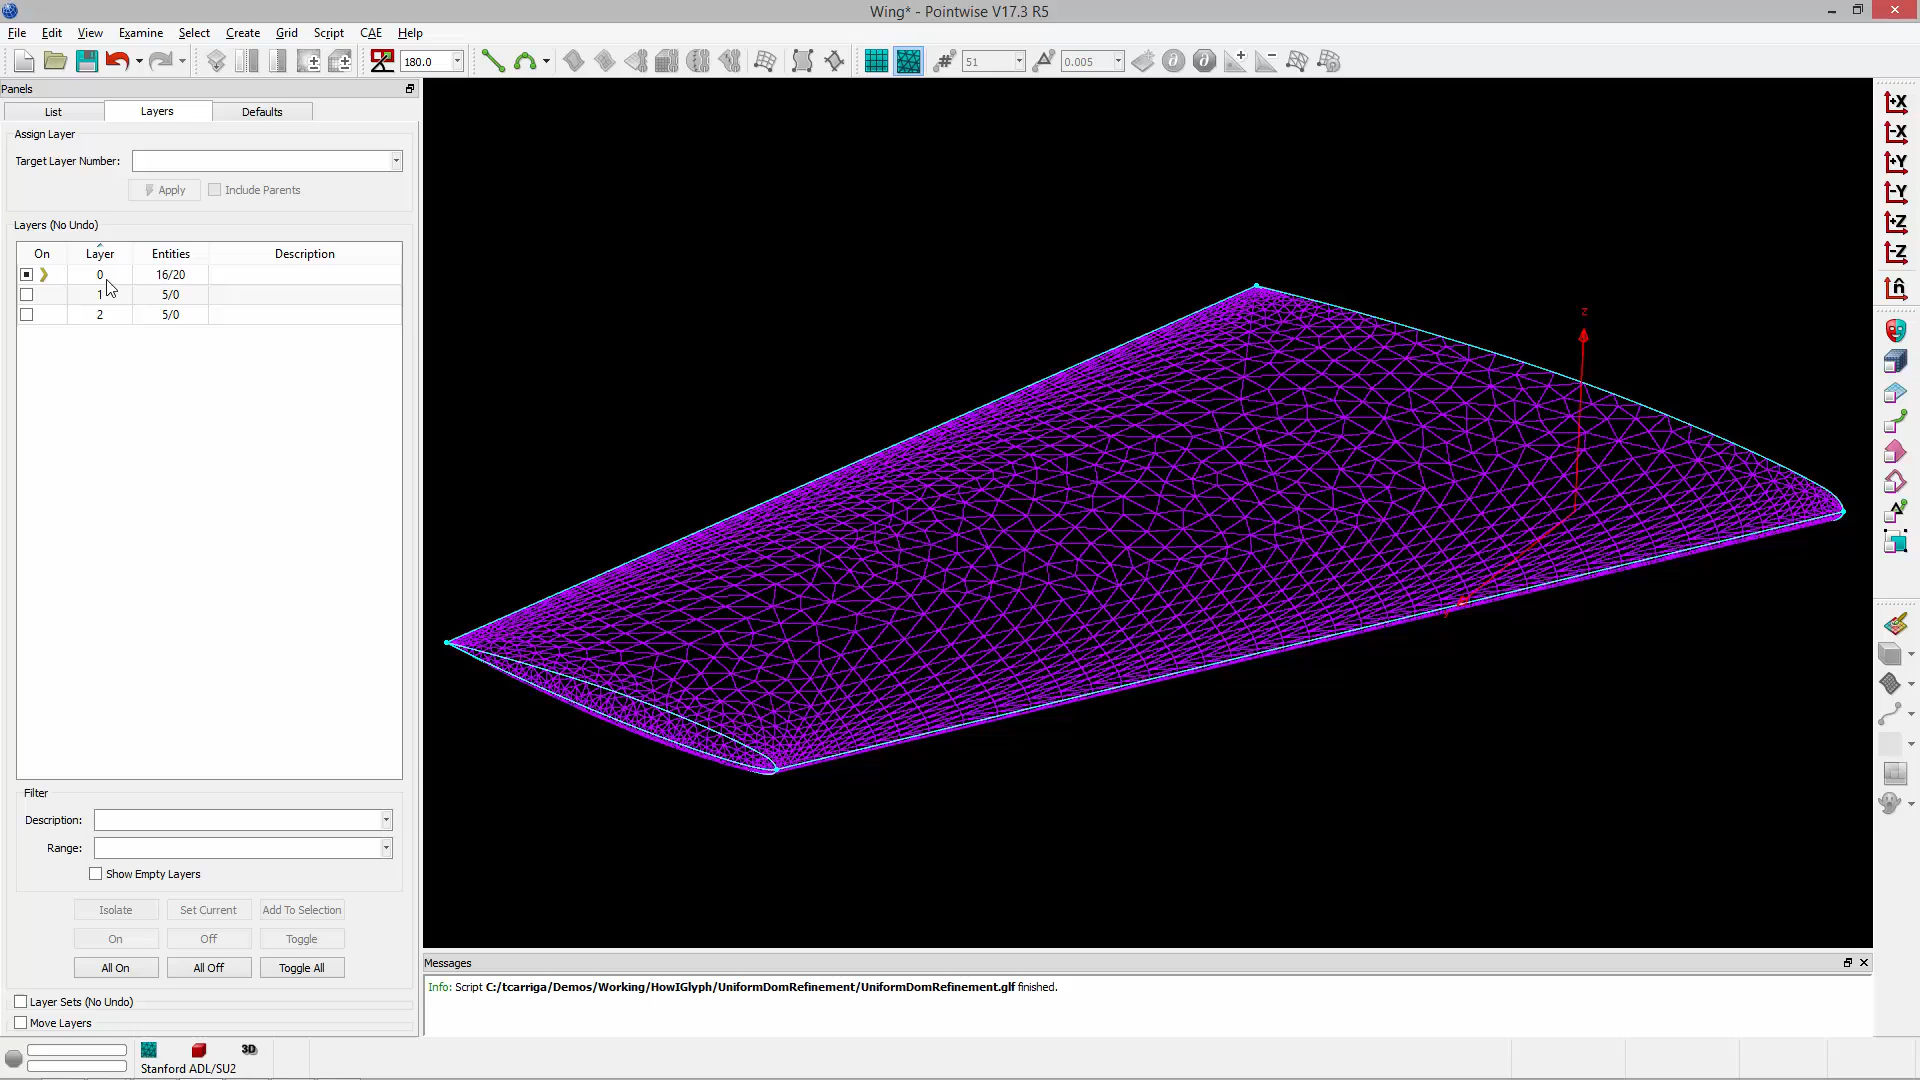 Wing* - Pointwise V17.3 R5
File Edit View Examine Select Create Grid Script CAE Help
180.0 51 0.005
Panels
List Layers Defaults
Assign Layer
Target Layer Number:
Apply Include Parents
Layers (No Undo)
On Layer Entities Description
0 16/20
1 5/0
2 5/0
Filter
Description:
Range:
Show Empty Layers
Isolate Set Current Add To Selection
On Off Toggle
All On All Off Toggle All
Layer Sets (No Undo)
Move Layers
z
+X
-X
+Y
-Y
+Z
-Z
n̂
Messages
Info: Script C:/tcarriga/Demos/Working/HowIGlyph/UniformDomRefinement/UniformDomRefinement.glf finished.
3D
Stanford ADL/SU2